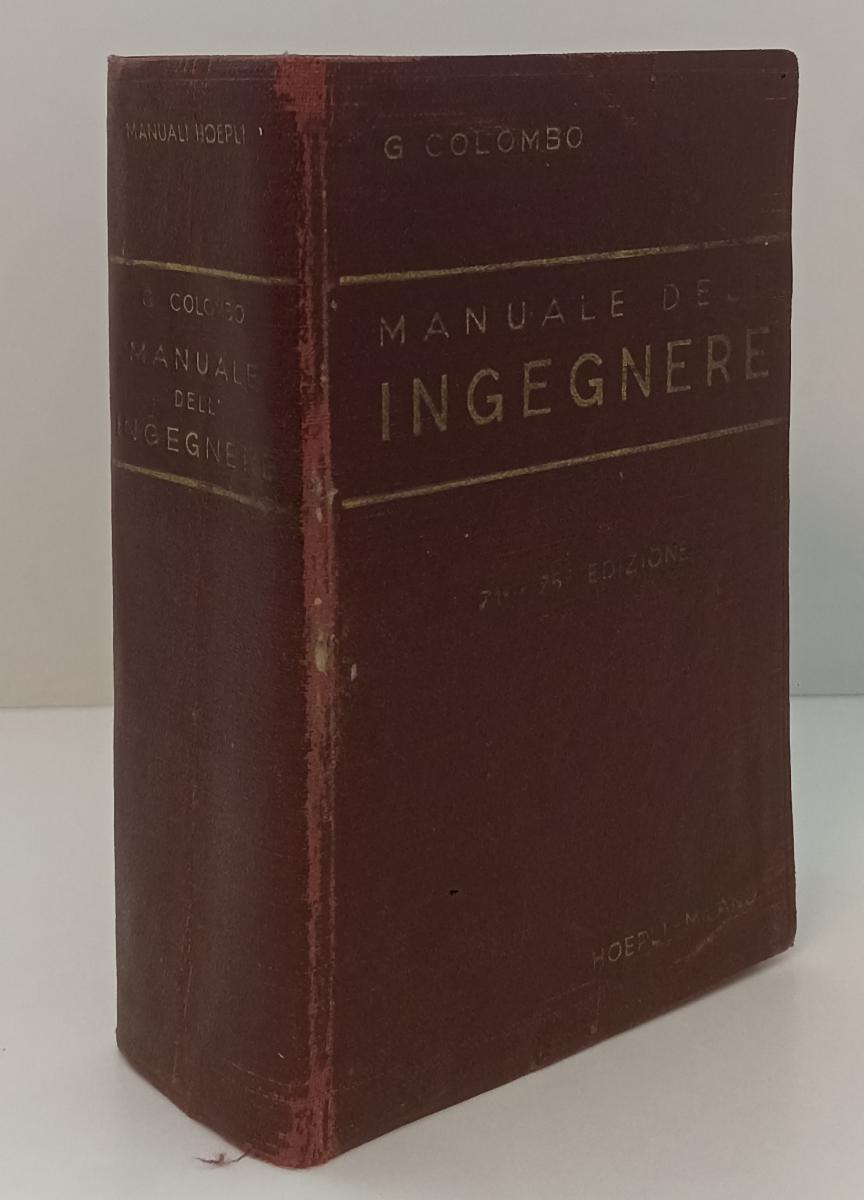 MANUALI HOEPLI
G. COLOMBO
MANUALE
DELL'
INGEGNERE
G COLOMBO
MANUALE DELL'
INGEGNERE
EDIZIONE
HOEPLI-MILANO